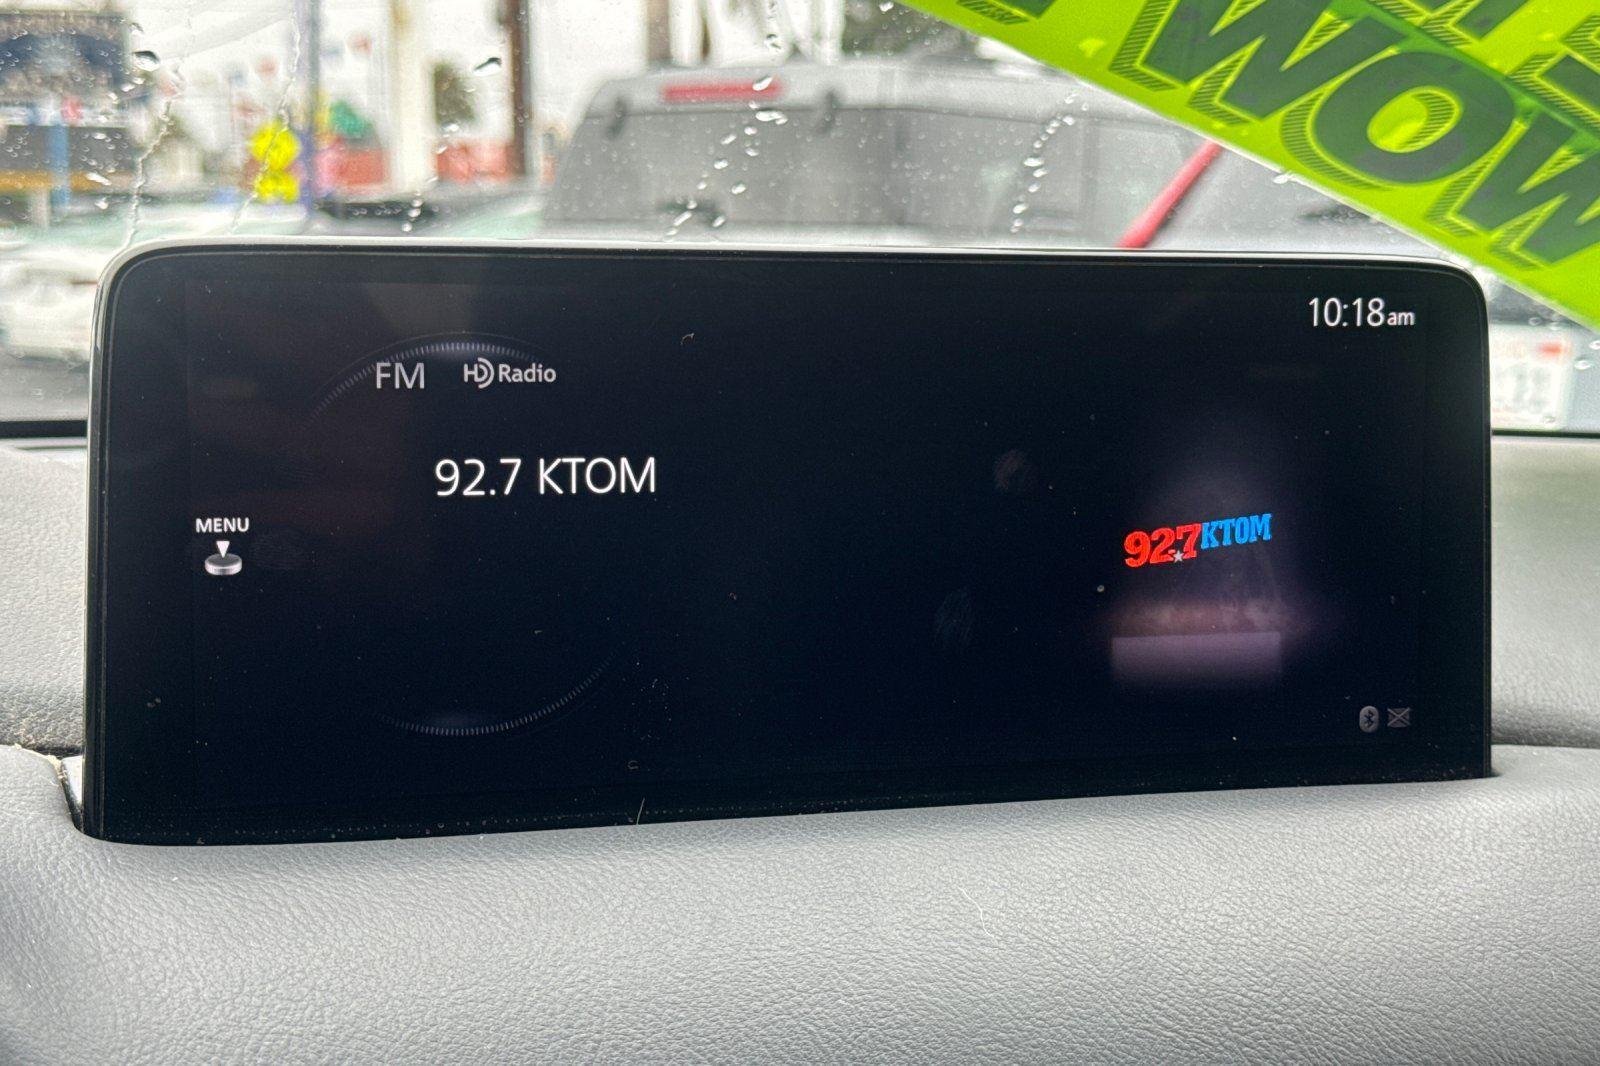 WOW
10:18am
FM HD Radio
92.7 KTOM
MENU
92.7 KTOM